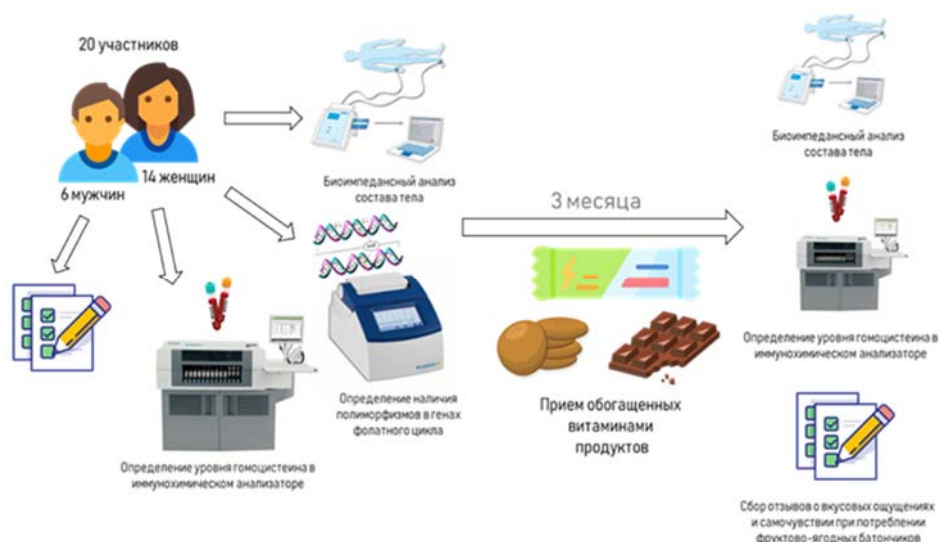 20 участников
6 мужчин
14 женщин
Биоимпедансный анализ
состава тела
Определение уровня гомоцистеина в
иммунохимическом анализаторе
Определение наличия
полиморфизмов в генах
фолатного цикла
3 месяца
Прием обогащенных
витаминами
продуктов
Биоимпедансный анализ
состава тела
Определение уровня гомоцистеина в
иммунохимическом анализаторе
Сбор отзывов о вкусовых ощущениях
и самочувствии при потреблении
фруктово-ягодных батончиков